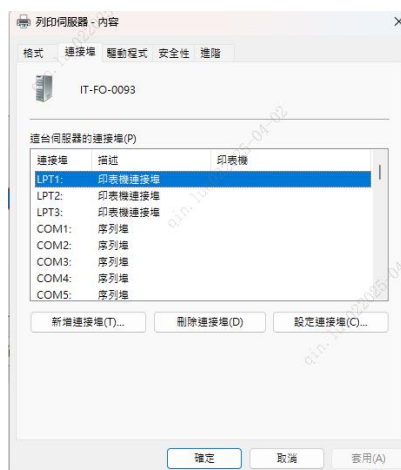 列印伺服器 - 內容
格式 連接埠 驅動程式 安全性 進階
IT-FO-0093
這台伺服器的連接埠(P)
連接埠 描述 印表機
LPT1: 印表機連接埠
LPT2: 印表機連接埠
LPT3: 印表機連接埠
COM1: 序列埠
COM2: 序列埠
COM3: 序列埠
COM4: 序列埠
COM5: 序列埠
新增連接埠(T)... 刪除連接埠(D) 設定連接埠(C)...
確定 取消 套用(A)